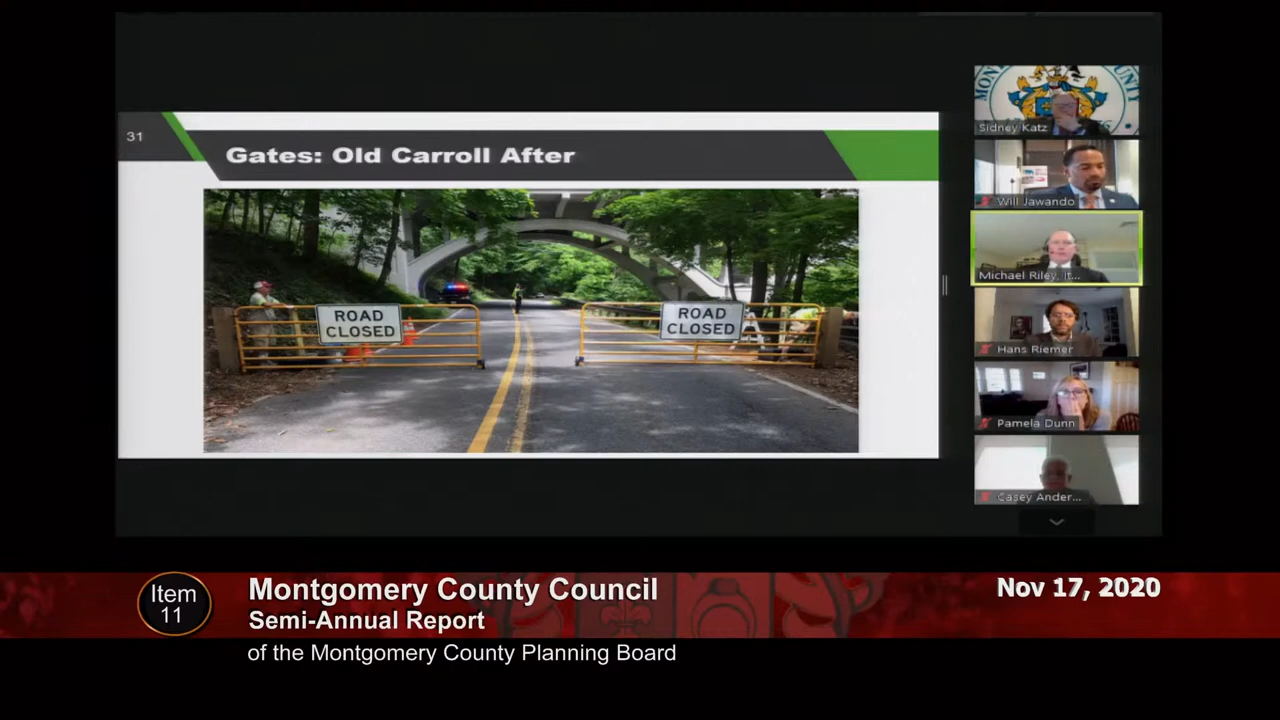 31
Gates: Old Carroll After
ROAD
CLOSED
ROAD
CLOSED
Sidney Katz
Will Jawando
Michael Riley, It...
Hans Riemer
Pamela Dunn
Casey Ander...
Item
11
Montgomery County Council
Semi-Annual Report
of the Montgomery County Planning Board
Nov 17, 2020